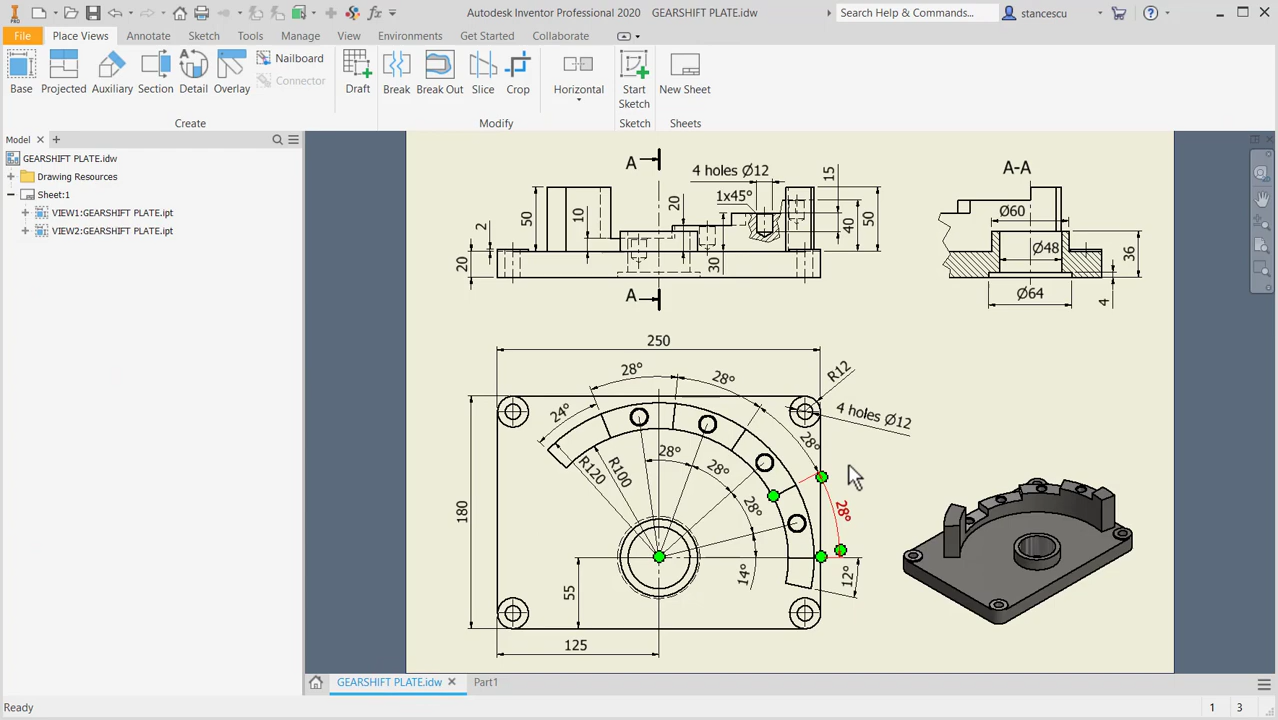 PRO
fx
Autodesk Inventor Professional 2020 GEARSHIFT PLATE.idw
Search Help & Commands...
stancescu
File Place Views Annotate Sketch Tools Manage View Environments Get Started Collaborate
Base Projected Auxiliary Section Detail Overlay
Nailboard
Connector
Draft
Break Break Out Slice Crop
Horizontal
Start Sketch
New Sheet
Create Modify Sketch Sheets
Model
GEARSHIFT PLATE.idw
Drawing Resources
Sheet:1
VIEW1:GEARSHIFT PLATE.ipt
VIEW2:GEARSHIFT PLATE.ipt
A
4 holes Ø12
15
A-A
1x45°
50
10
20
40
50
Ø60
2
20
30
Ø48
36
A
Ø64
4
250
28°
28°
R12
24°
4 holes Ø12
28°
28°
28°
R120
R100
28°
28°
180
14°
12°
55
125
GEARSHIFT PLATE.idw
Part1
Ready
1 3